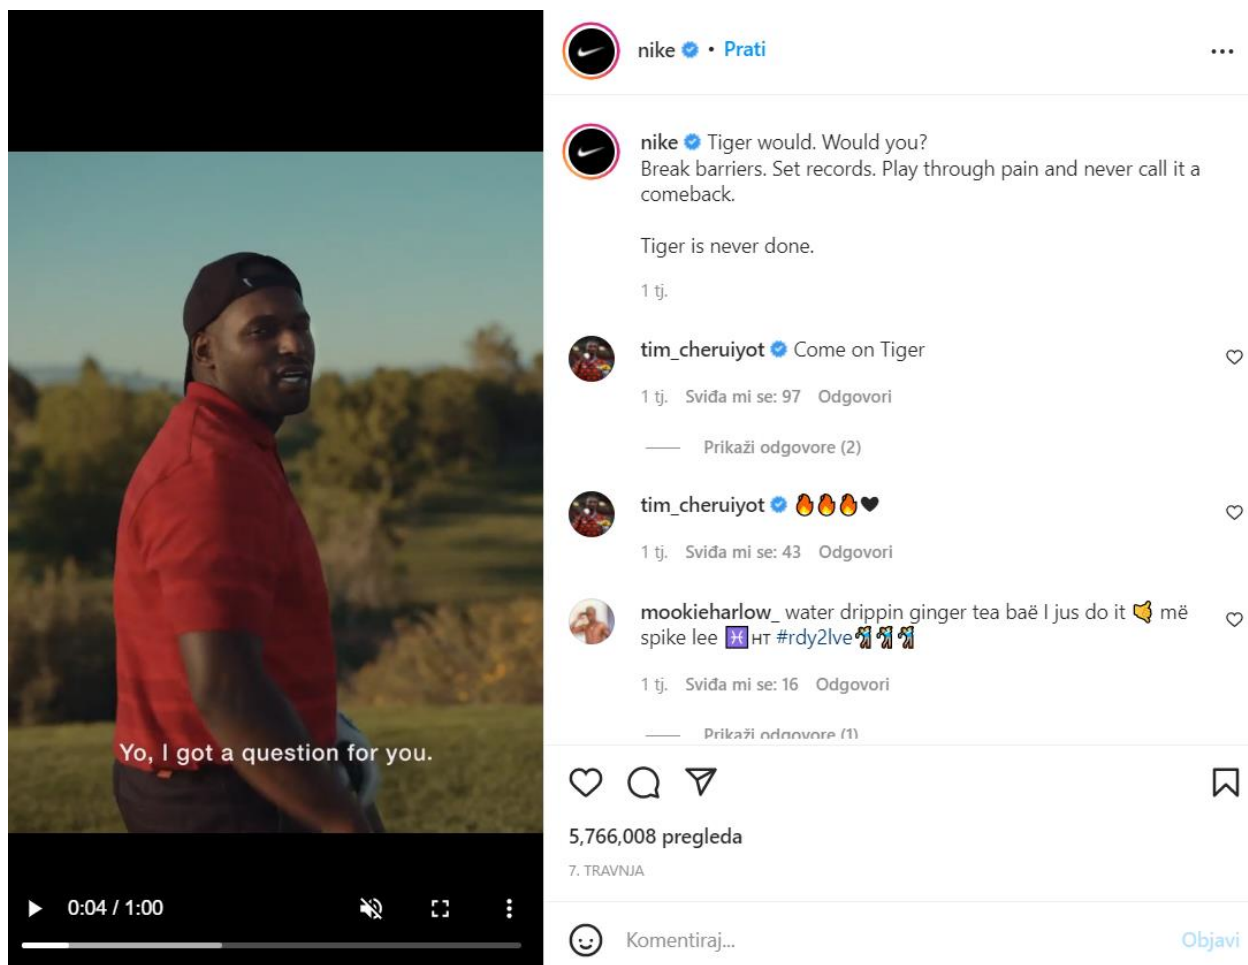 nike • Prati
nike Tiger would. Would you?
Break barriers. Set records. Play through pain and never call it a
comeback.
Tiger is never done.
1 tj.
tim_cheruiyot Come on Tiger
1 tj. Sviđa mi se: 97 Odgovori
Prikaži odgovore (2)
tim_cheruiyot 🔥🔥🔥🖤
1 tj. Sviđa mi se: 43 Odgovori
mookieharlow_ water drippin ginger tea baë I jus do it 🤙 më
spike lee ♓ нт #rdy2lve
1 tj. Sviđa mi se: 16 Odgovori
Prikaži odgovore (1)
Yo, I got a question for you.
0:04 / 1:00
5,766,008 pregleda
7. TRAVNJA
Komentiraj...
Objavi